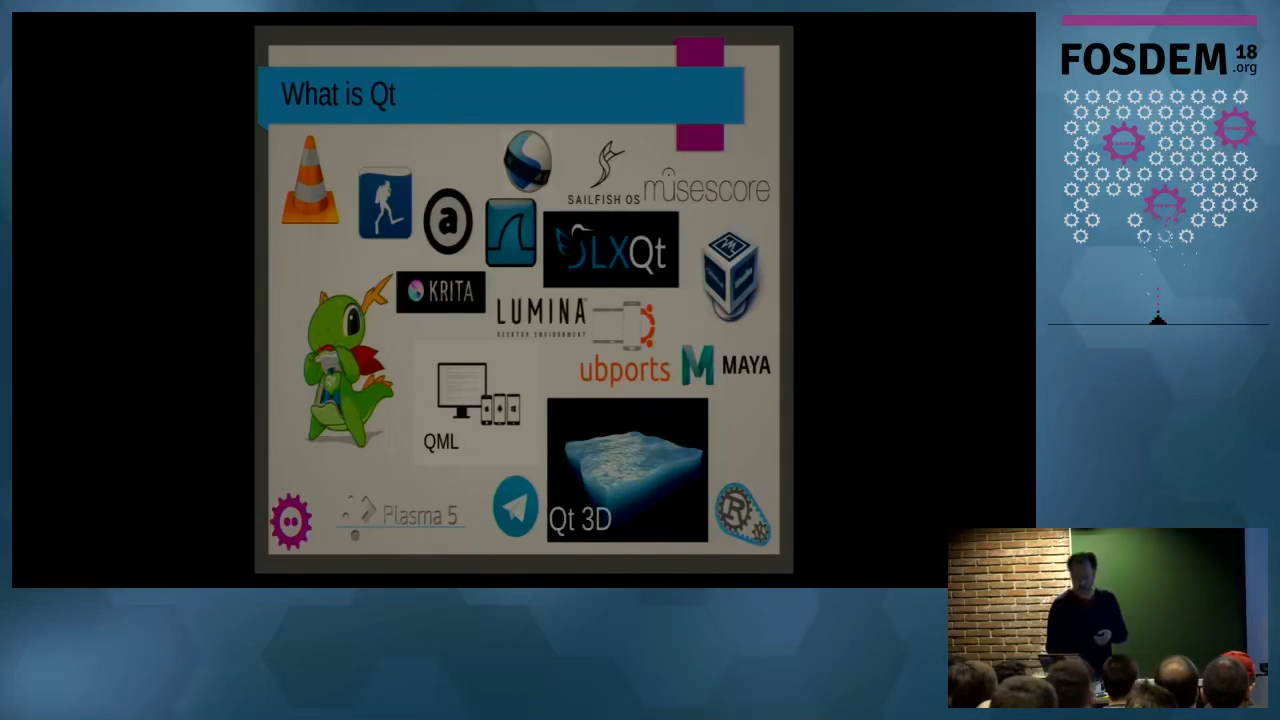 FOSDEM 18
.org
What is Qt
SAILFISH OS
musescore
a
LXQt
KRITA
LUMINA
DESKTOP ENVIRONMENT
ubports
MAYA
QML
Plasma 5
Qt 3D
R